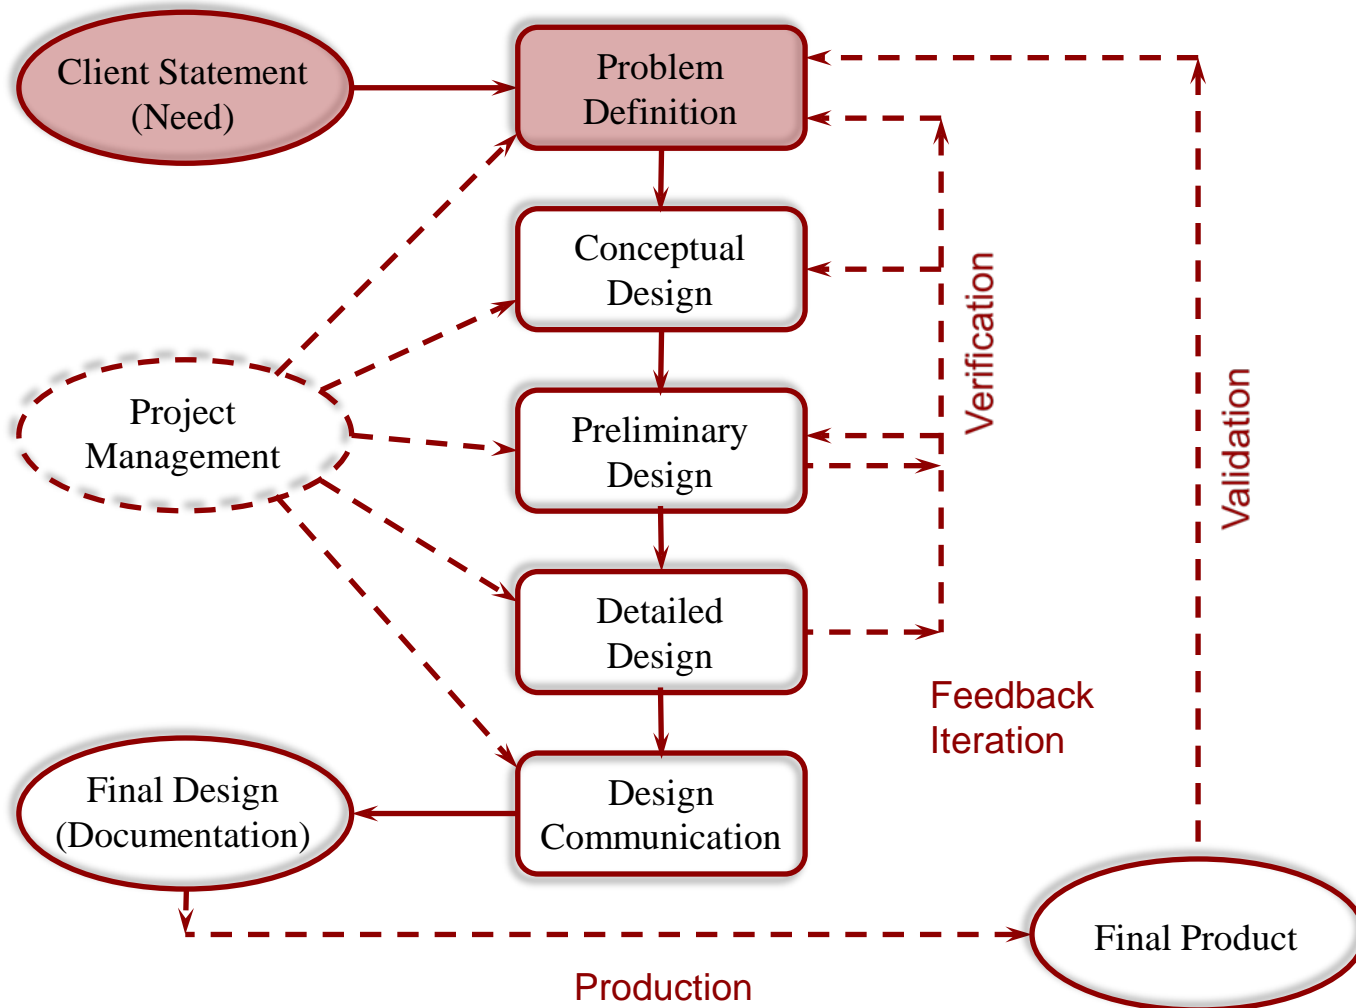 Client Statement
(Need)
Problem
Definition
Conceptual
Design
Verification
Project
Management
Preliminary
Design
Validation
Detailed
Design
Feedback
Iteration
Final Design
(Documentation)
Design
Communication
Final Product
Production